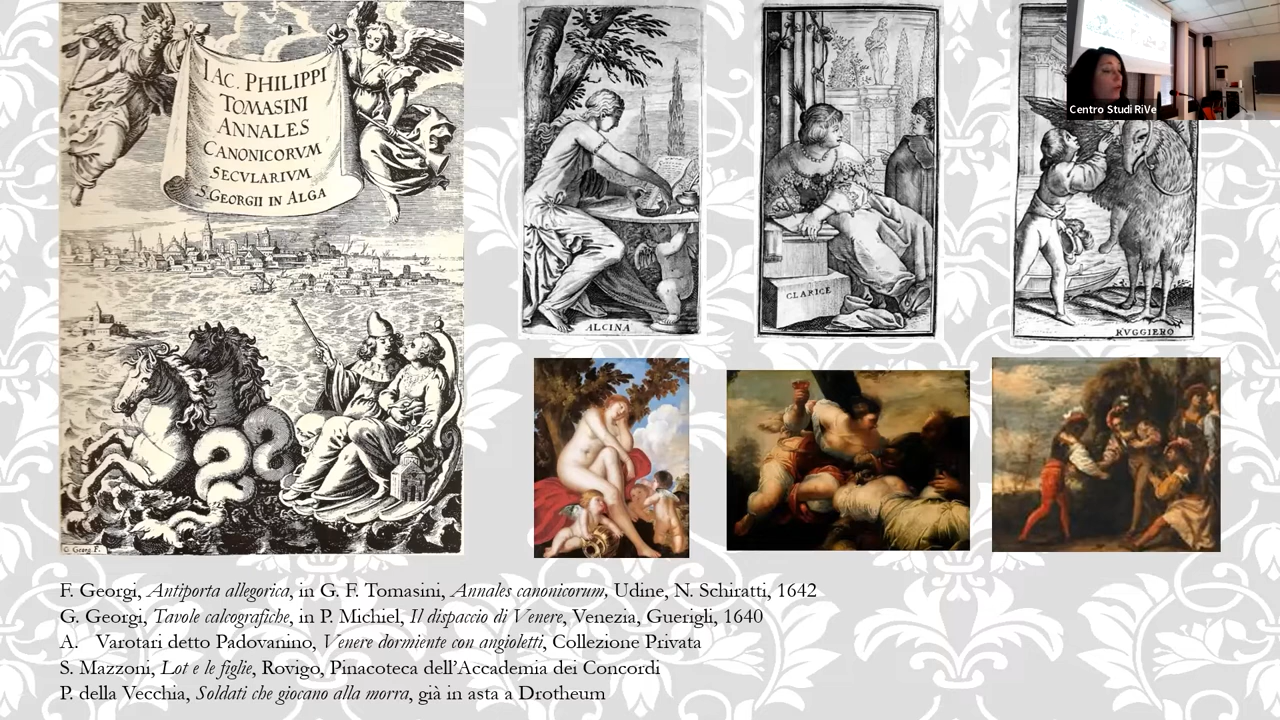 IAC. PHILIPPI
TOMASINI
ANNALES
CANONICORVM
SECVLARIVM
S. GEORGII IN ALGA
G. Georg. F.
ALCINA
CLARICE
RVGGIERO
Centro Studi RiVe
F. Georgi, Antiporta allegorica, in G. F. Tomasini, Annales canonicorum, Udine, N. Schiratti, 1642
G. Georgi, Tavole calcografiche, in P. Michiel, Il dispaccio di Venere, Venezia, Guerigli, 1640
A. Varotari detto Padovanino, Venere dormiente con angioletti, Collezione Privata
S. Mazzoni, Lot e le figlie, Rovigo, Pinacoteca dell'Accademia dei Concordi
P. della Vecchia, Soldati che giocano alla morra, già in asta a Drotheum